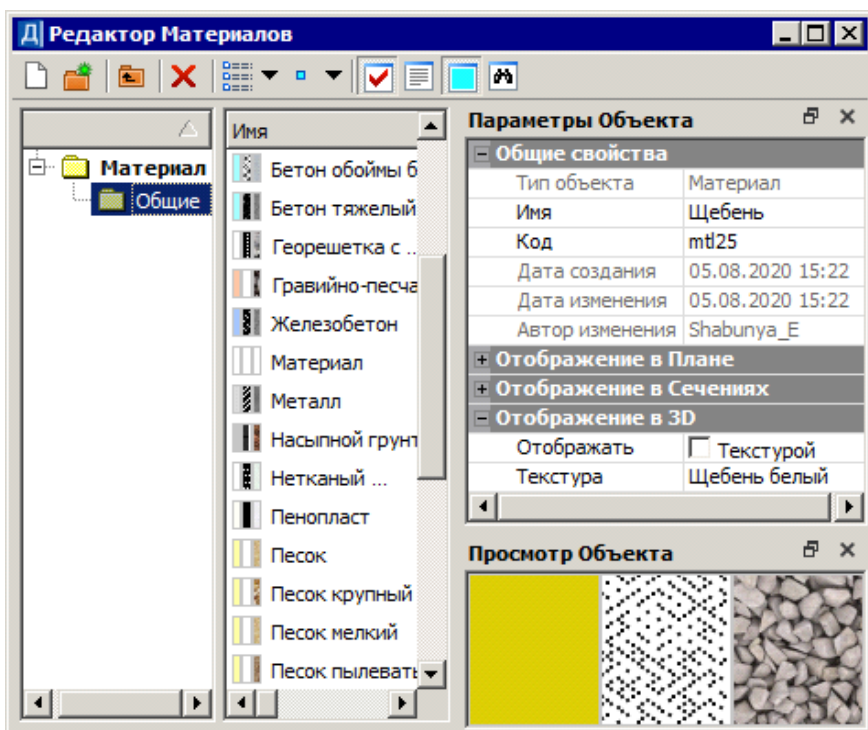 Редактор Материалов
Материал
Общие
Имя
Бетон обоймы б
Бетон тяжелый
Георешетка с ..
Гравийно-песча
Железобетон
Материал
Металл
Насыпной грунт
Нетканый ...
Пенопласт
Песок
Песок крупный
Песок мелкий
Песок пылеваты
Параметры Объекта
Общие свойства
Тип объекта Материал
Имя Щебень
Код mtl25
Дата создания 05.08.2020 15:22
Дата изменения 05.08.2020 15:22
Автор изменения Shabunya_E
Отображение в Плане
Отображение в Сечениях
Отображение в 3D
Отображать Текстурой
Текстура Щебень белый
Просмотр Объекта